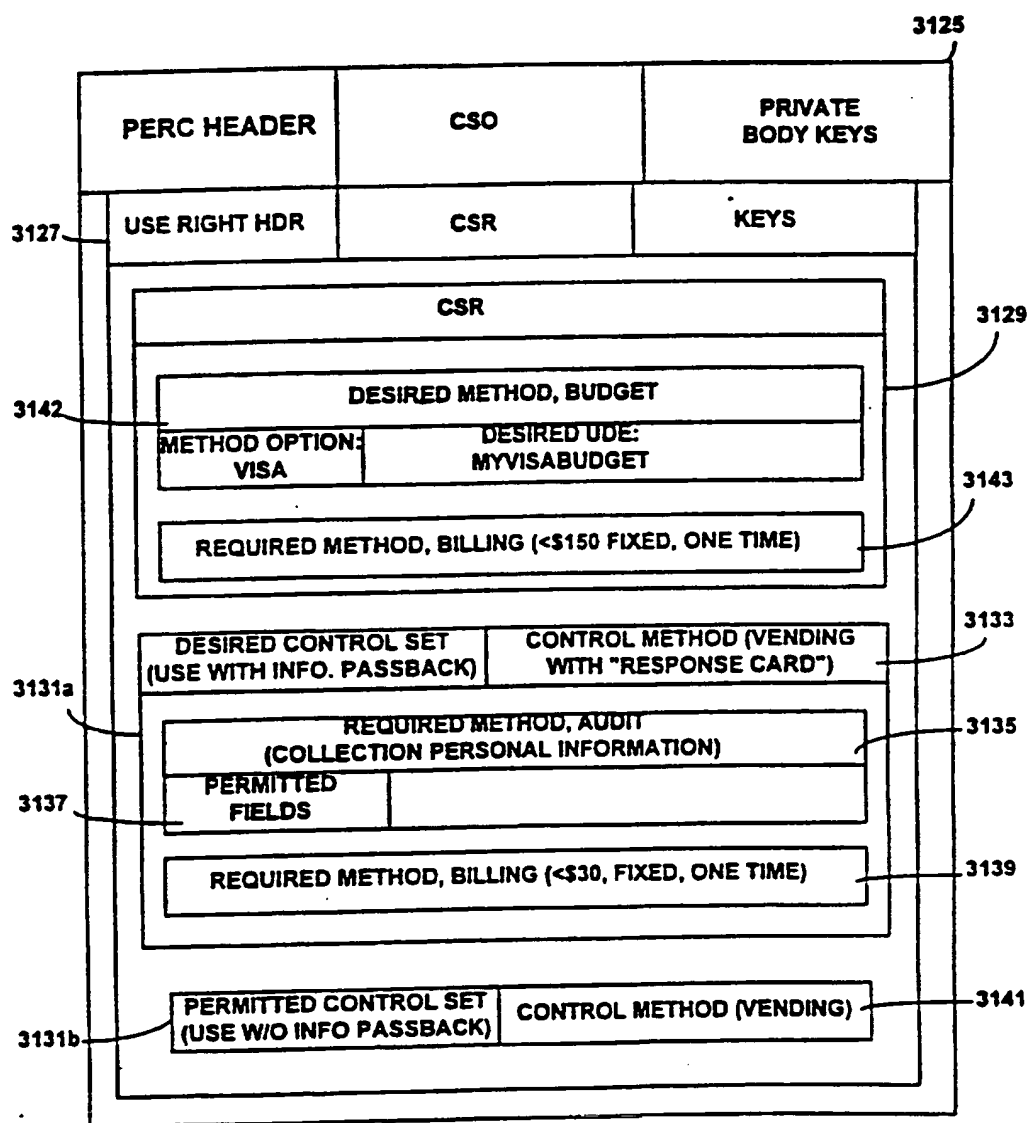 3125
PERC HEADER
CSO
PRIVATE
BODY KEYS
3127
USE RIGHT HDR
CSR
KEYS
CSR
3129
DESIRED METHOD, BUDGET
3142
METHOD OPTION:
VISA
DESIRED UDE:
MYVISABUDGET
3143
REQUIRED METHOD, BILLING (<$150 FIXED, ONE TIME)
3133
DESIRED CONTROL SET
(USE WITH INFO. PASSBACK)
CONTROL METHOD (VENDING
WITH "RESPONSE CARD")
3131a
REQUIRED METHOD, AUDIT
(COLLECTION PERSONAL INFORMATION)
3135
3137
PERMITTED
FIELDS
REQUIRED METHOD, BILLING (<$30, FIXED, ONE TIME)
3139
PERMITTED CONTROL SET
(USE W/O INFO PASSBACK)
CONTROL METHOD (VENDING)
3141
3131b